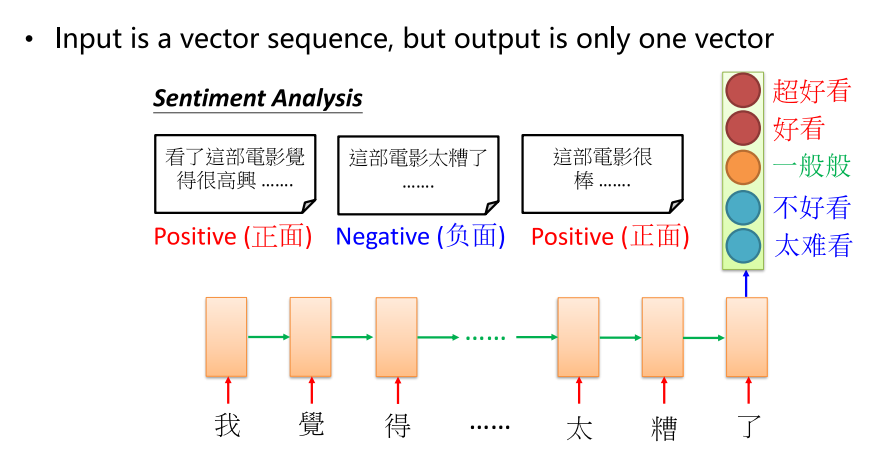 • Input is a vector sequence, but output is only one vector
Sentiment Analysis
看了這部電影覺
得很高興 …….
Positive (正面)
這部電影太糟了
…….
Negative (负面)
這部電影很
棒 …….
Positive (正面)
超好看
好看
一般般
不好看
太难看
……
我 覺 得 …… 太 糟 了